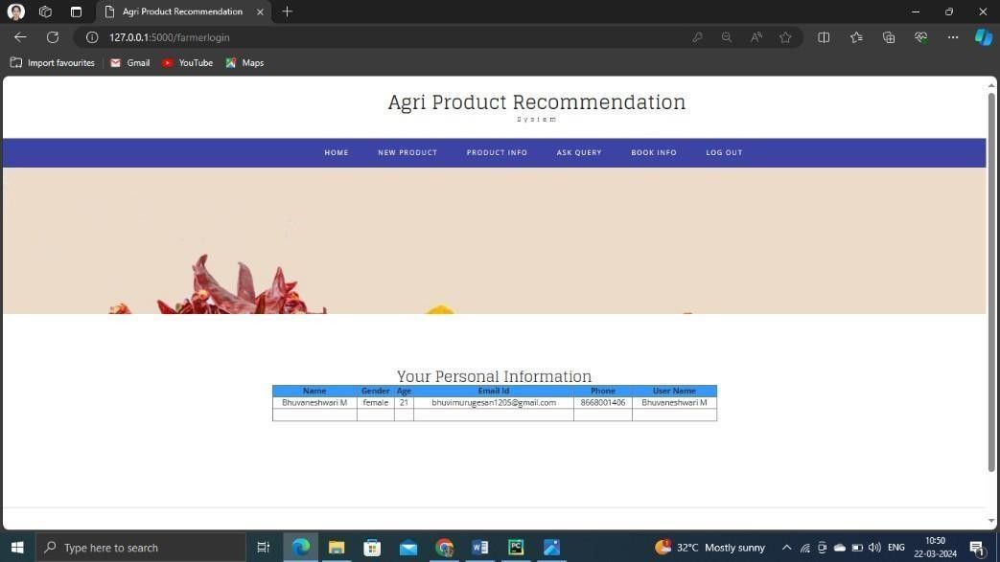 Agri Product Recommendation
127.0.0.1:5000/farmerlogin
Import favourites Gmail YouTube Maps
Agri Product Recommendation
System
HOME NEW PRODUCT PRODUCT INFO ASK QUERY BOOK INFO LOG OUT
Your Personal Information
Name Gender Age Email Id Phone User Name
Bhuvaneshwari M female 21 bhuvimurugesan1205@gmail.com 8668001406 Bhuvaneshwari M
Type here to search
32°C Mostly sunny
ENG
10:50
22-03-2024